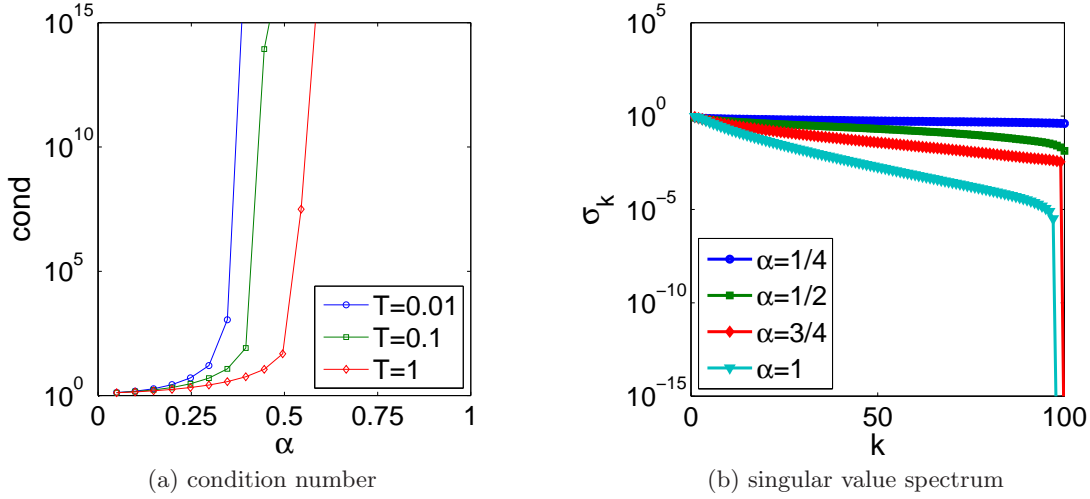 10^15
10^10
10^5
10^0
cond
0
0.25
0.5
0.75
1
α
T=0.01
T=0.1
T=1
(a) condition number
10^5
10^0
10^−5
10^−10
10^−15
σ_k
0
50
100
k
α=1/4
α=1/2
α=3/4
α=1
(b) singular value spectrum